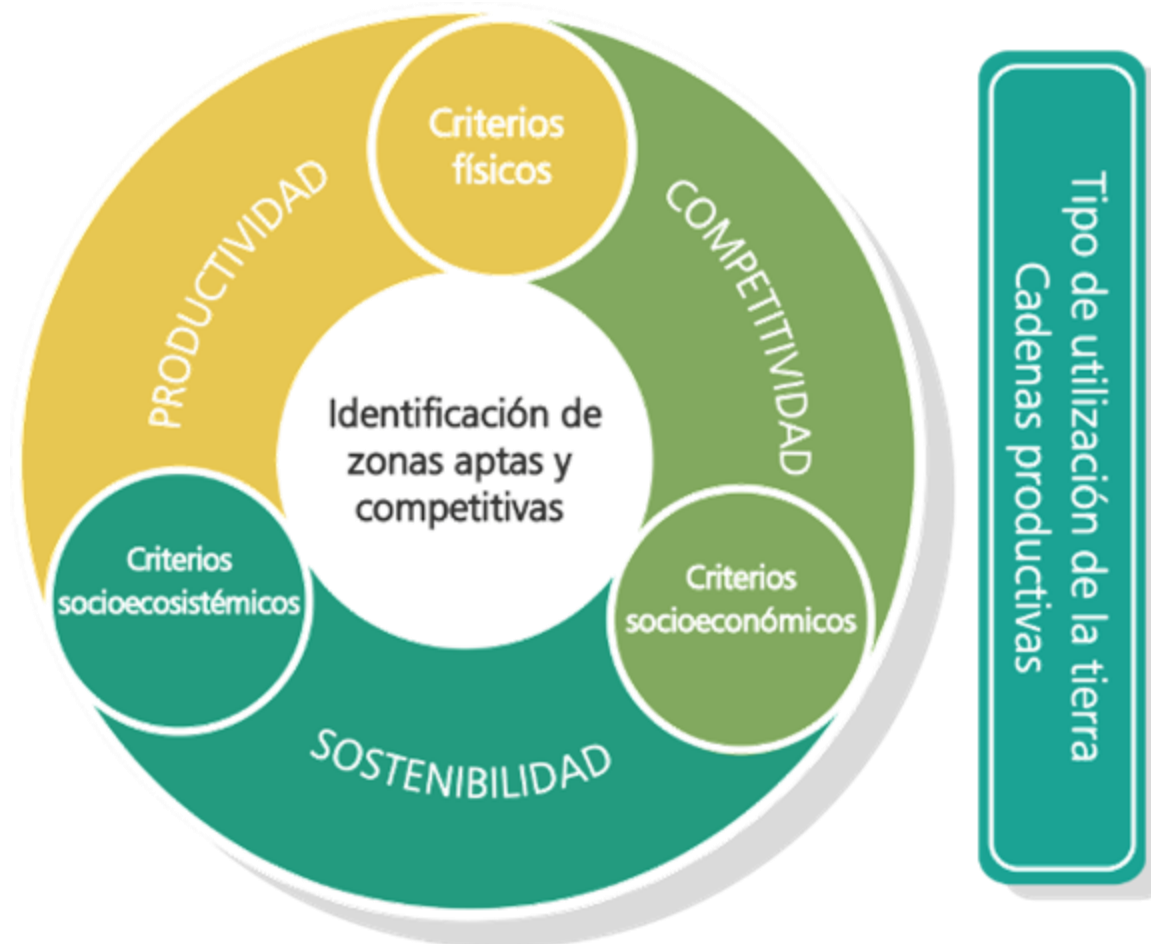 Criterios
físicos
PRODUCTIVIDAD
COMPETITIVIDAD
Identificación de
zonas aptas y
competitivas
Criterios
socioecosistémicos
Criterios
socioeconómicos
SOSTENIBILIDAD
Tipo de utilización de la tierra
Cadenas productivas